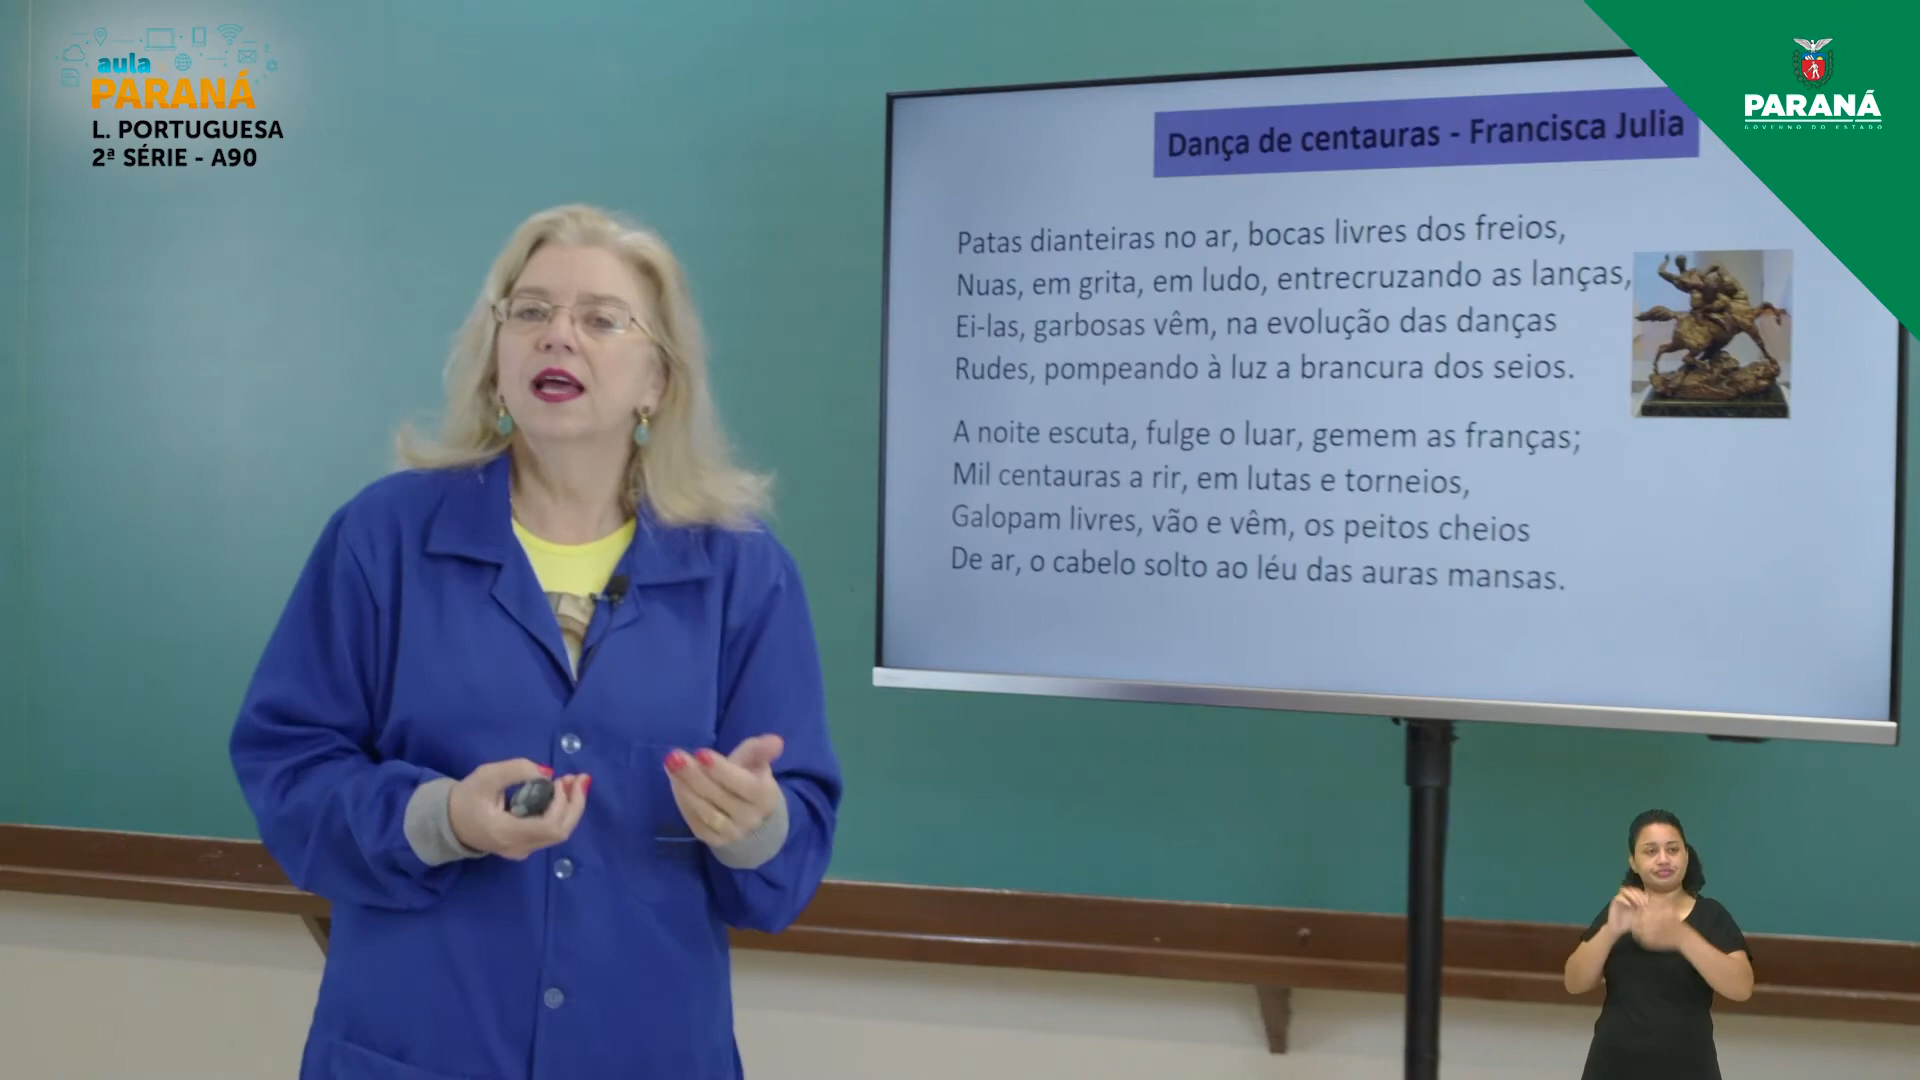 aula
PARANÁ
L. PORTUGUESA
2ª SÉRIE - A90
PARANÁ
GOVERNO DO ESTADO
Dança de centauras - Francisca Julia
Patas dianteiras no ar, bocas livres dos freios,
Nuas, em grita, em ludo, entrecruzando as lanças,
Ei-las, garbosas vêm, na evolução das danças
Rudes, pompeando à luz a brancura dos seios.
A noite escuta, fulge o luar, gemem as franças;
Mil centauras a rir, em lutas e torneios,
Galopam livres, vão e vêm, os peitos cheios
De ar, o cabelo solto ao léu das auras mansas.